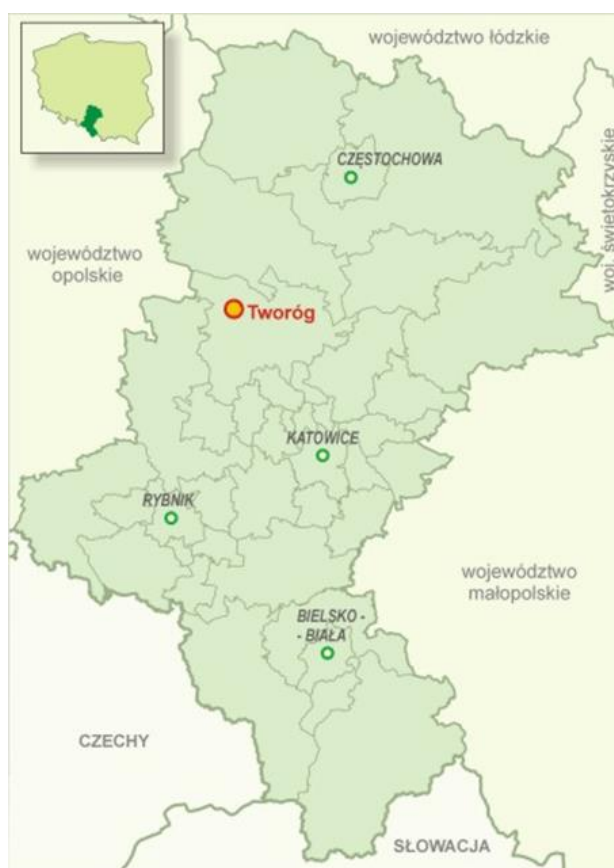 województwo łódzkie
CZĘSTOCHOWA
woj. świętokrzyskie
województwo
opolskie
Tworóg
KATOWICE
RYBNIK
województwo
małopolskie
BIELSKO -
- BIAŁA
CZECHY
SŁOWACJA